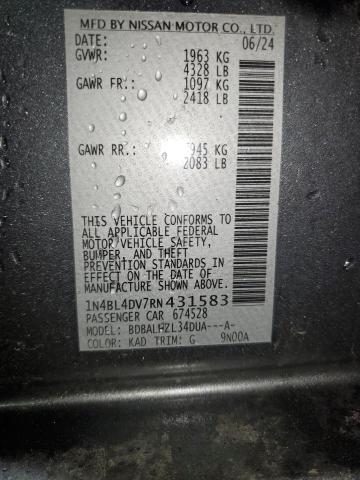 MFD BY NISSAN MOTOR CO., LTD.
DATE: 06/24
GVWR: 1963 KG
4328 LB
GAWR FR: 1097 KG
2418 LB
GAWR RR: 945 KG
2083 LB
THIS VEHICLE CONFORMS TO
ALL APPLICABLE FEDERAL
MOTOR VEHICLE SAFETY,
BUMPER, AND THEFT
PREVENTION STANDARDS IN
EFFECT ON THE DATE OF
MANUFACTURE SHOWN ABOVE.
1N4BL4DV7RN431583
PASSENGER CAR 674528
MODEL: BDBALHZL34DUA---A-
COLOR: KAD TRIM: G 9N00A